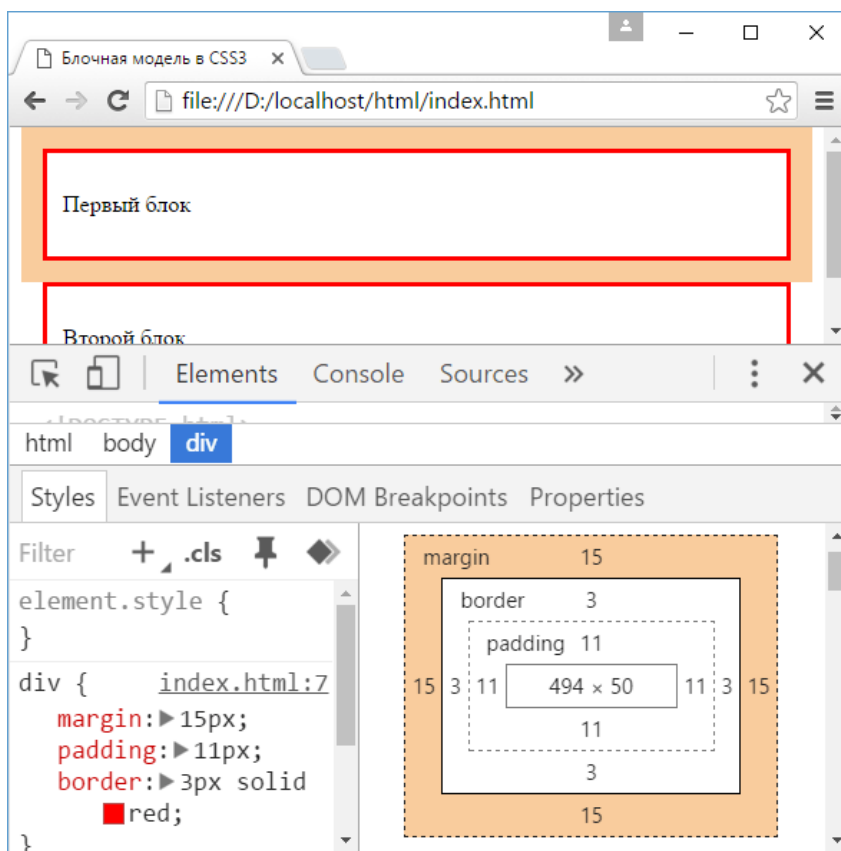 Блочная модель в CSS3
file:///D:/localhost/html/index.html
Первый блок
Второй блок
Elements Console Sources
html body div
Styles Event Listeners DOM Breakpoints Properties
Filter .cls
element.style {
}
div { index.html:7
margin: 15px;
padding: 11px;
border: 3px solid
red;
}
margin 15
border 3
padding 11
15 3 11 494 × 50 11 3 15
11
3
15